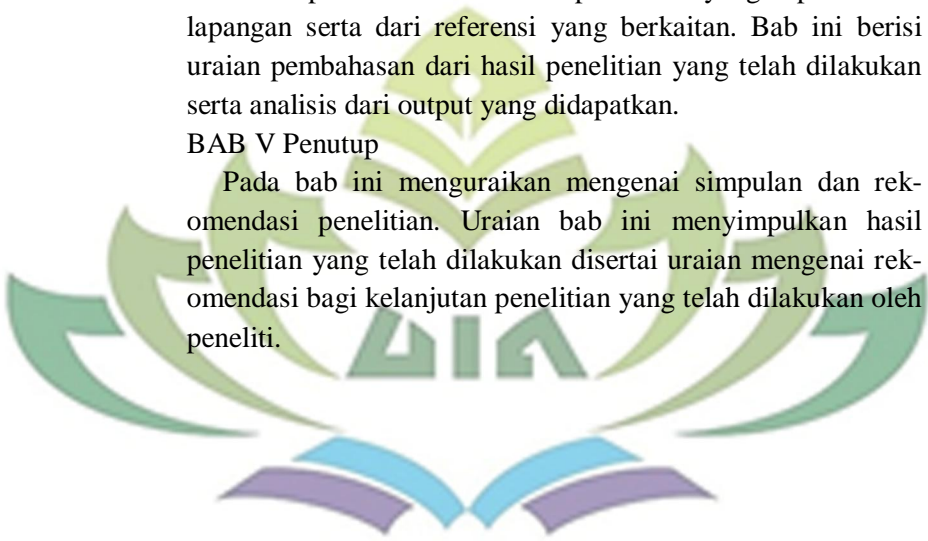 lapangan serta dari referensi yang berkaitan. Bab ini berisi
uraian pembahasan dari hasil penelitian yang telah dilakukan
serta analisis dari output yang didapatkan.
BAB V Penutup
Pada bab ini menguraikan mengenai simpulan dan rek-
omendasi penelitian. Uraian bab ini menyimpulkan hasil
penelitian yang telah dilakukan disertai uraian mengenai rek-
omendasi bagi kelanjutan penelitian yang telah dilakukan oleh
peneliti.
UIN